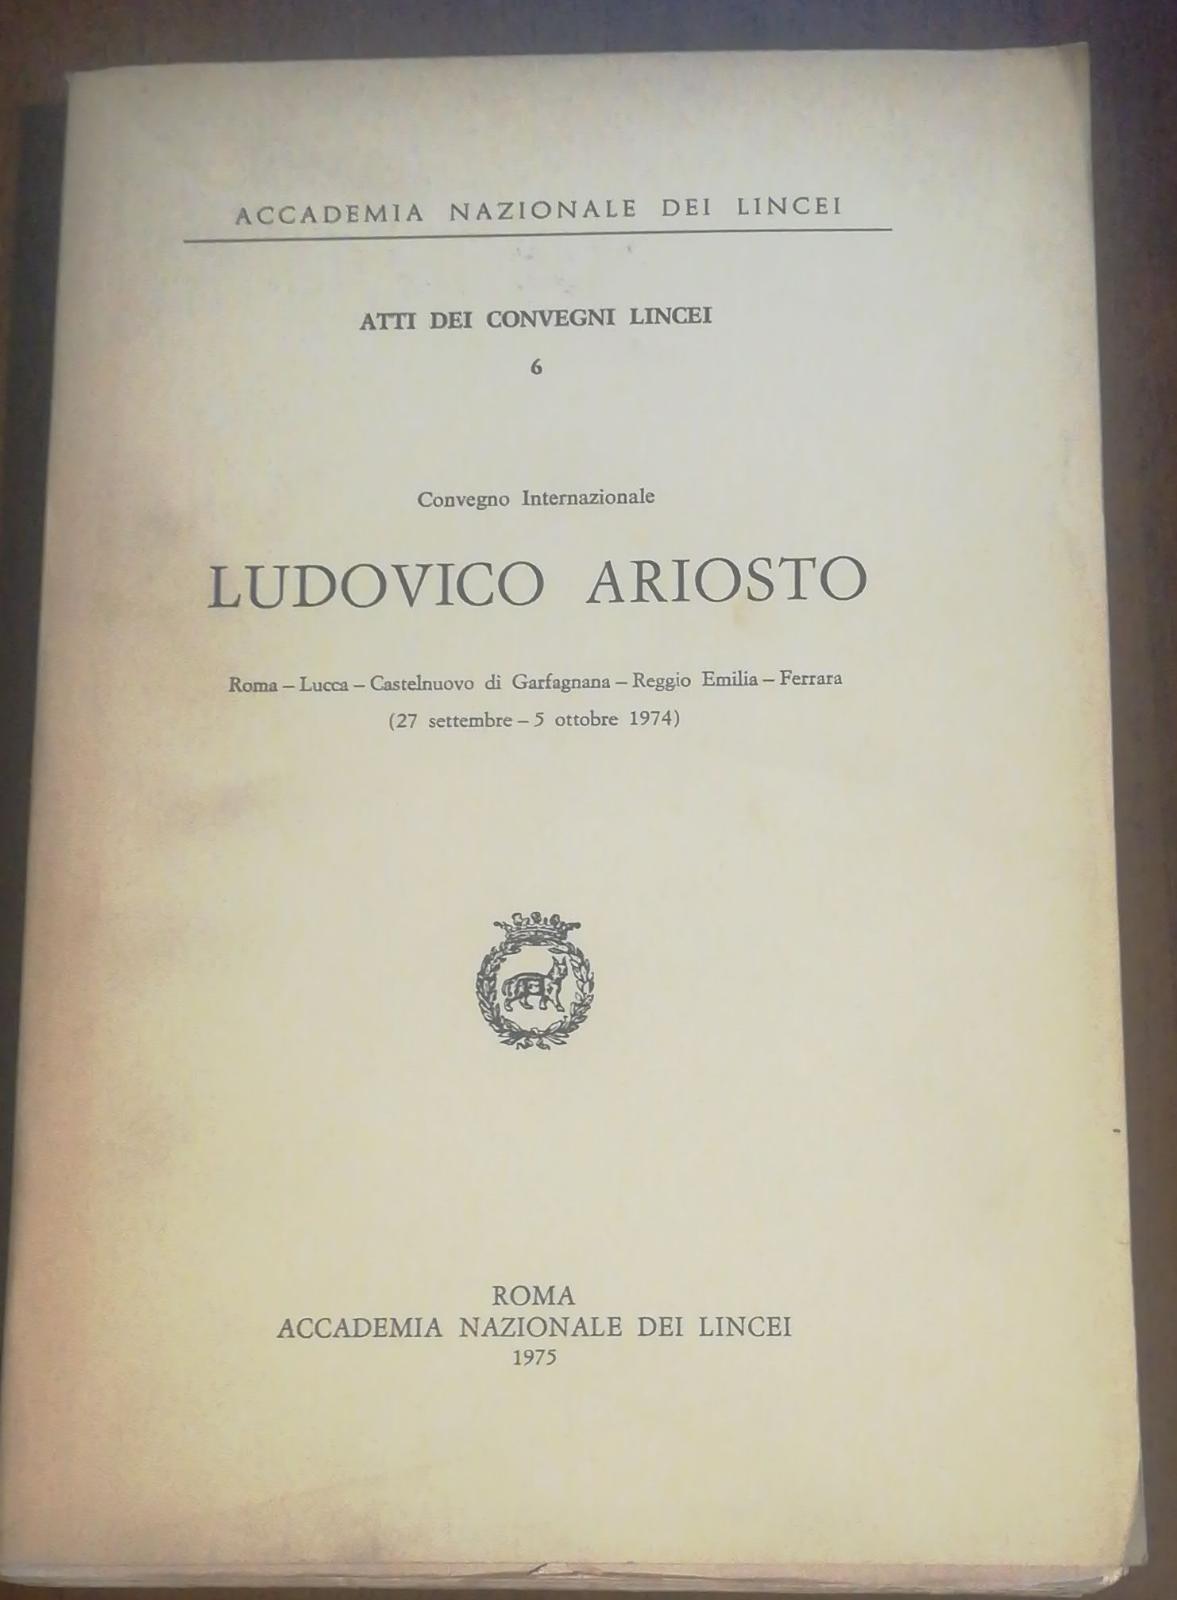 ACCADEMIA NAZIONALE DEI LINCEI
ATTI DEI CONVEGNI LINCEI
6
Convegno Internazionale
LUDOVICO ARIOSTO
Roma – Lucca – Castelnuovo di Garfagnana – Reggio Emilia – Ferrara
(27 settembre – 5 ottobre 1974)
ROMA
ACCADEMIA NAZIONALE DEI LINCEI
1975